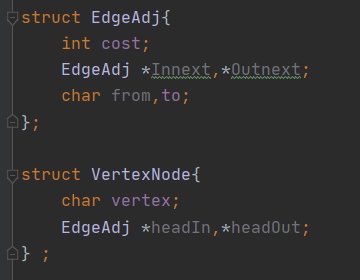 struct EdgeAdj{
int cost;
EdgeAdj *Innext,*Outnext;
char from,to;
};
struct VertexNode{
char vertex;
EdgeAdj *headIn,*headOut;
} ;